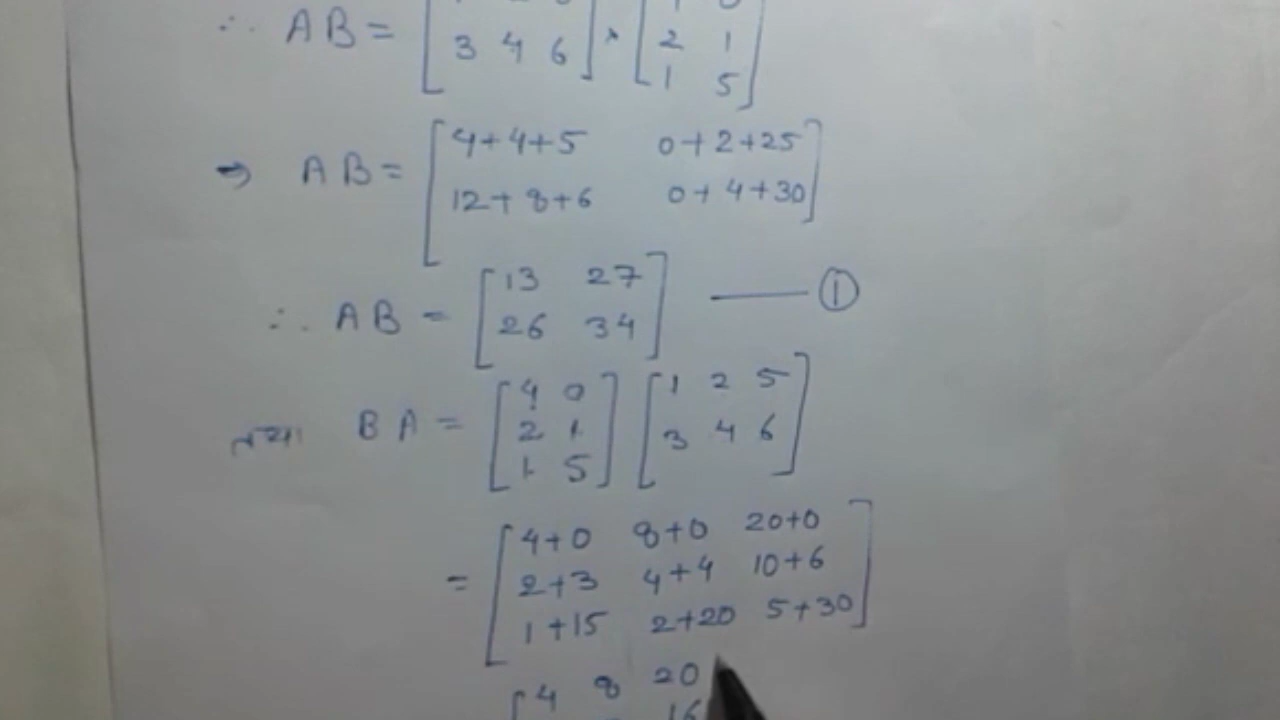 ∴ AB =
3 4 6 × 2 1
1 5
⇒ AB = [ 4+4+5 0+2+25
12+8+6 0+4+30 ]
∴ AB = [ 13 27
26 34 ] —— ①
BA = [ 4 0
2 1
1 5 ] [ 1 2 5
3 4 6 ]
= [ 4+0 8+0 20+0
2+3 4+4 10+6
1+15 2+20 5+30 ]
[ 4 8 20
16